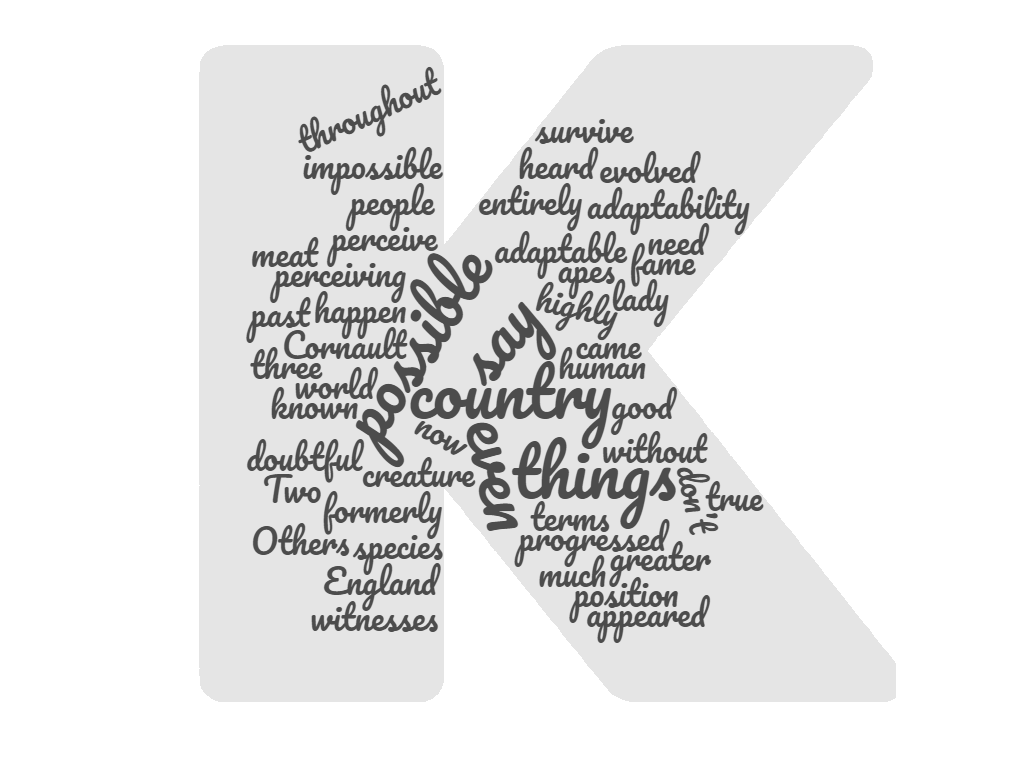 throughout
survive
impossible
heard
evolved
people
entirely
adaptability
perceive
meat
adaptable
need
perceiving
possible
apes
fame
past
happen
highly
lady
Cornault
say
came
three
human
world
known
country
good
now
doubtful
creature
never
without
Two
things
don't
true
formerly
terms
Others
species
progressed
greater
England
much
position
witnesses
appeared